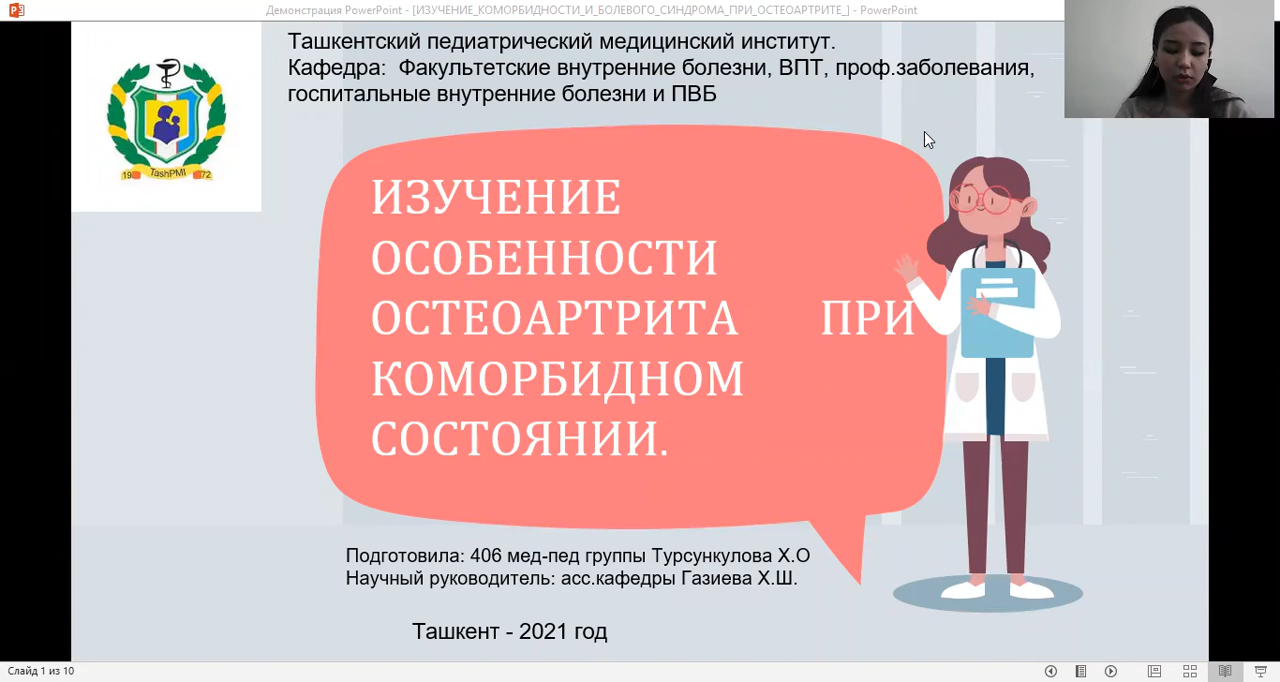 Демонстрация PowerPoint - [ИЗУЧЕНИЕ_КОМОРБИДНОСТИ_И_БОЛЕВОГО_СИНДРОМА_ПРИ_ОСТЕОАРТРИТЕ_] - PowerPoint
Ташкентский педиатрический медицинский институт.
Кафедра: Факультетские внутренние болезни, ВПТ, проф.заболевания,
госпитальные внутренние болезни и ПВБ
TashPMI
72
ИЗУЧЕНИЕ
ОСОБЕННОСТИ
ОСТЕОАРТРИТА ПРИ
КОМОРБИДНОМ
СОСТОЯНИИ.
Подготовила: 406 мед-пед группы Турсункулова Х.О
Научный руководитель: асс.кафедры Газиева Х.Ш.
Ташкент - 2021 год
Слайд 1 из 10